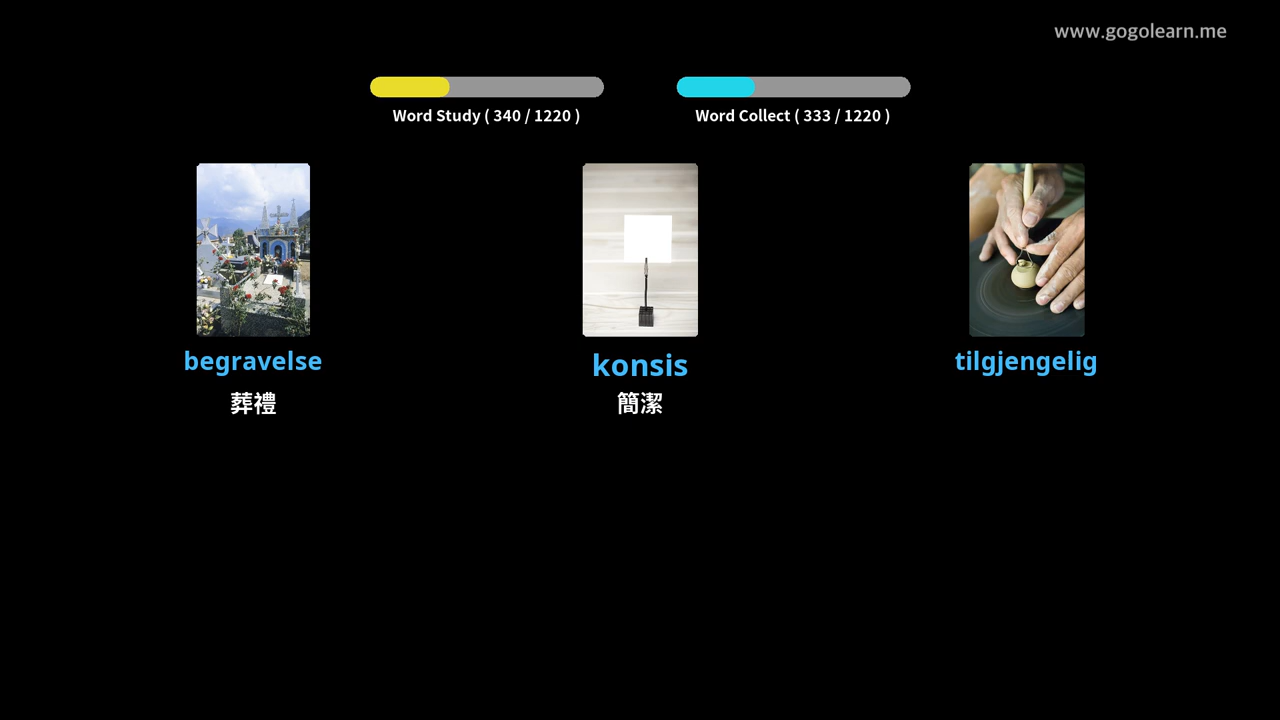 www.gogolearn.me
Word Study ( 340 / 1220 )
Word Collect ( 333 / 1220 )
begravelse
konsis
tilgjengelig
葬禮
簡潔